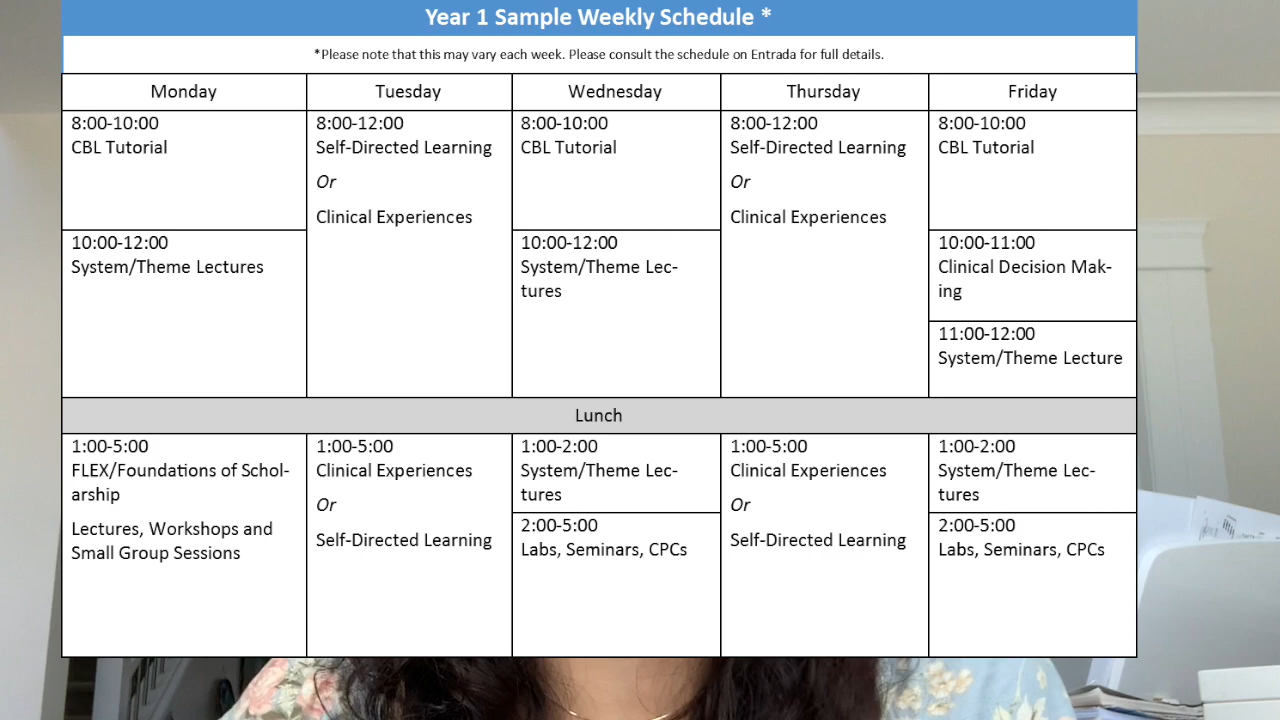 Year 1 Sample Weekly Schedule *
*Please note that this may vary each week. Please consult the schedule on Entrada for full details.
Monday
Tuesday
Wednesday
Thursday
Friday
8:00-10:00
CBL Tutorial
8:00-12:00
Self-Directed Learning
Or
Clinical Experiences
8:00-10:00
CBL Tutorial
8:00-12:00
Self-Directed Learning
Or
Clinical Experiences
8:00-10:00
CBL Tutorial
10:00-12:00
System/Theme Lectures
10:00-12:00
System/Theme Lec-
tures
10:00-11:00
Clinical Decision Mak-
ing
11:00-12:00
System/Theme Lecture
Lunch
1:00-5:00
FLEX/Foundations of Schol-
arship
Lectures, Workshops and
Small Group Sessions
1:00-5:00
Clinical Experiences
Or
Self-Directed Learning
1:00-2:00
System/Theme Lec-
tures
2:00-5:00
Labs, Seminars, CPCs
1:00-5:00
Clinical Experiences
Or
Self-Directed Learning
1:00-2:00
System/Theme Lec-
tures
2:00-5:00
Labs, Seminars, CPCs